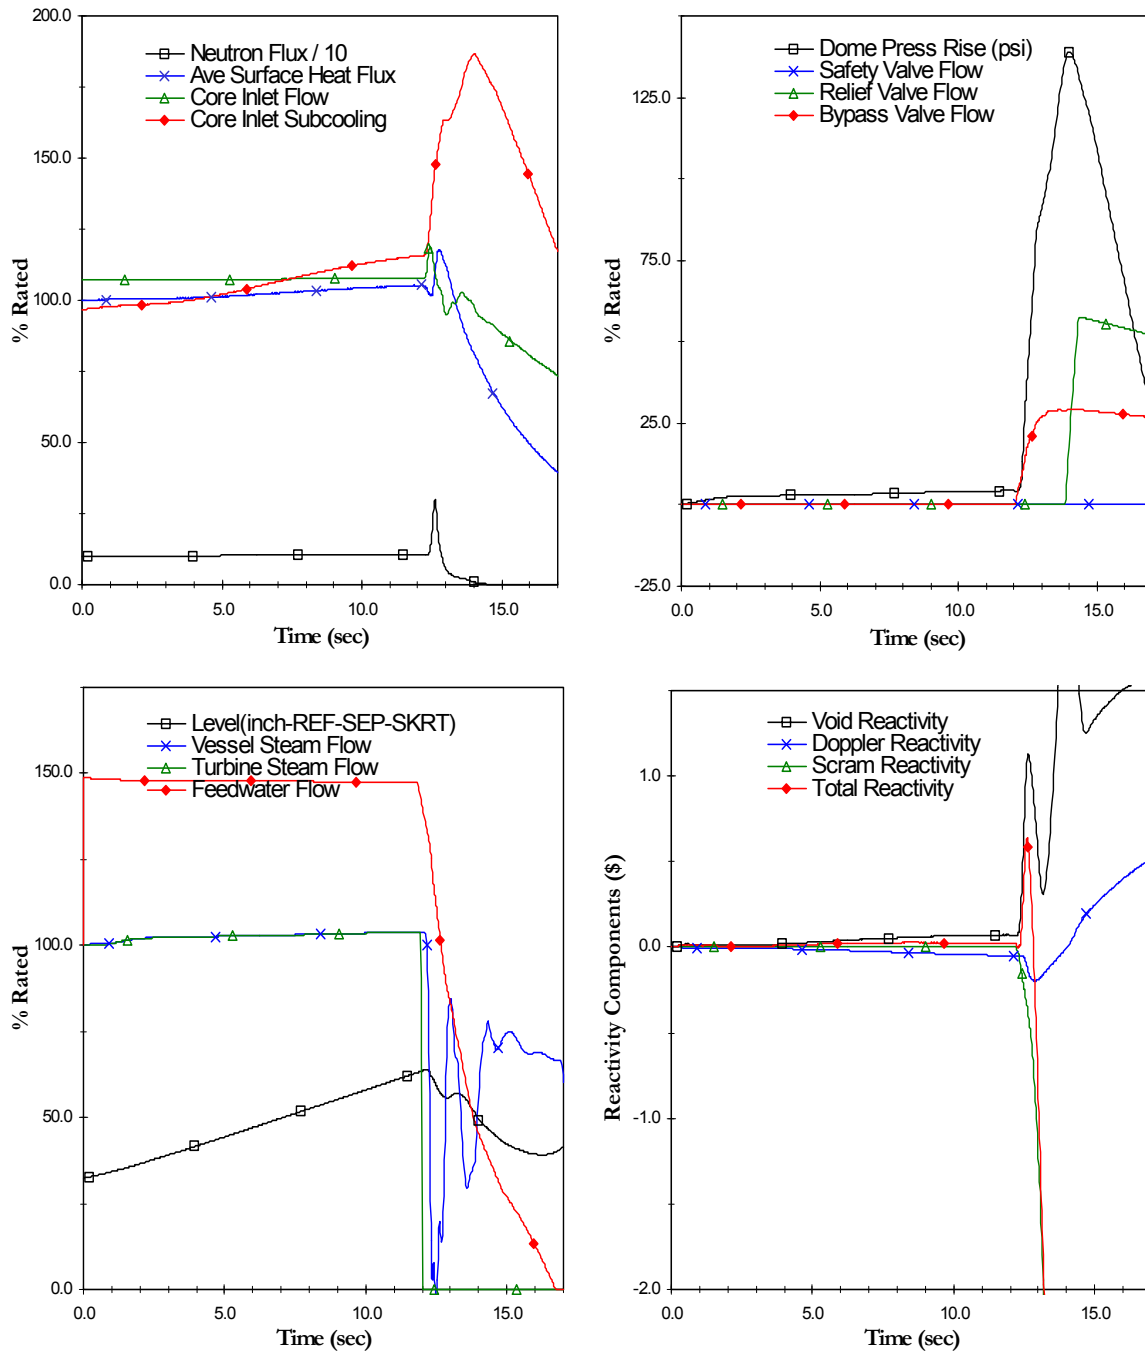 200.0
150.0
100.0
50.0
0.0
% Rated
Neutron Flux / 10
Ave Surface Heat Flux
Core Inlet Flow
Core Inlet Subcooling
0.0 5.0 10.0 15.0
Time (sec)
125.0
75.0
25.0
-25.0
% Rated
Dome Press Rise (psi)
Safety Valve Flow
Relief Valve Flow
Bypass Valve Flow
0.0 5.0 10.0 15.0
Time (sec)
150.0
100.0
50.0
0.0
% Rated
Level(inch-REF-SEP-SKRT)
Vessel Steam Flow
Turbine Steam Flow
Feedwater Flow
0.0 5.0 10.0 15.0
Time (sec)
1.0
0.0
-1.0
-2.0
Reactivity Components ($)
Void Reactivity
Doppler Reactivity
Scram Reactivity
Total Reactivity
0.0 5.0 10.0 15.0
Time (sec)